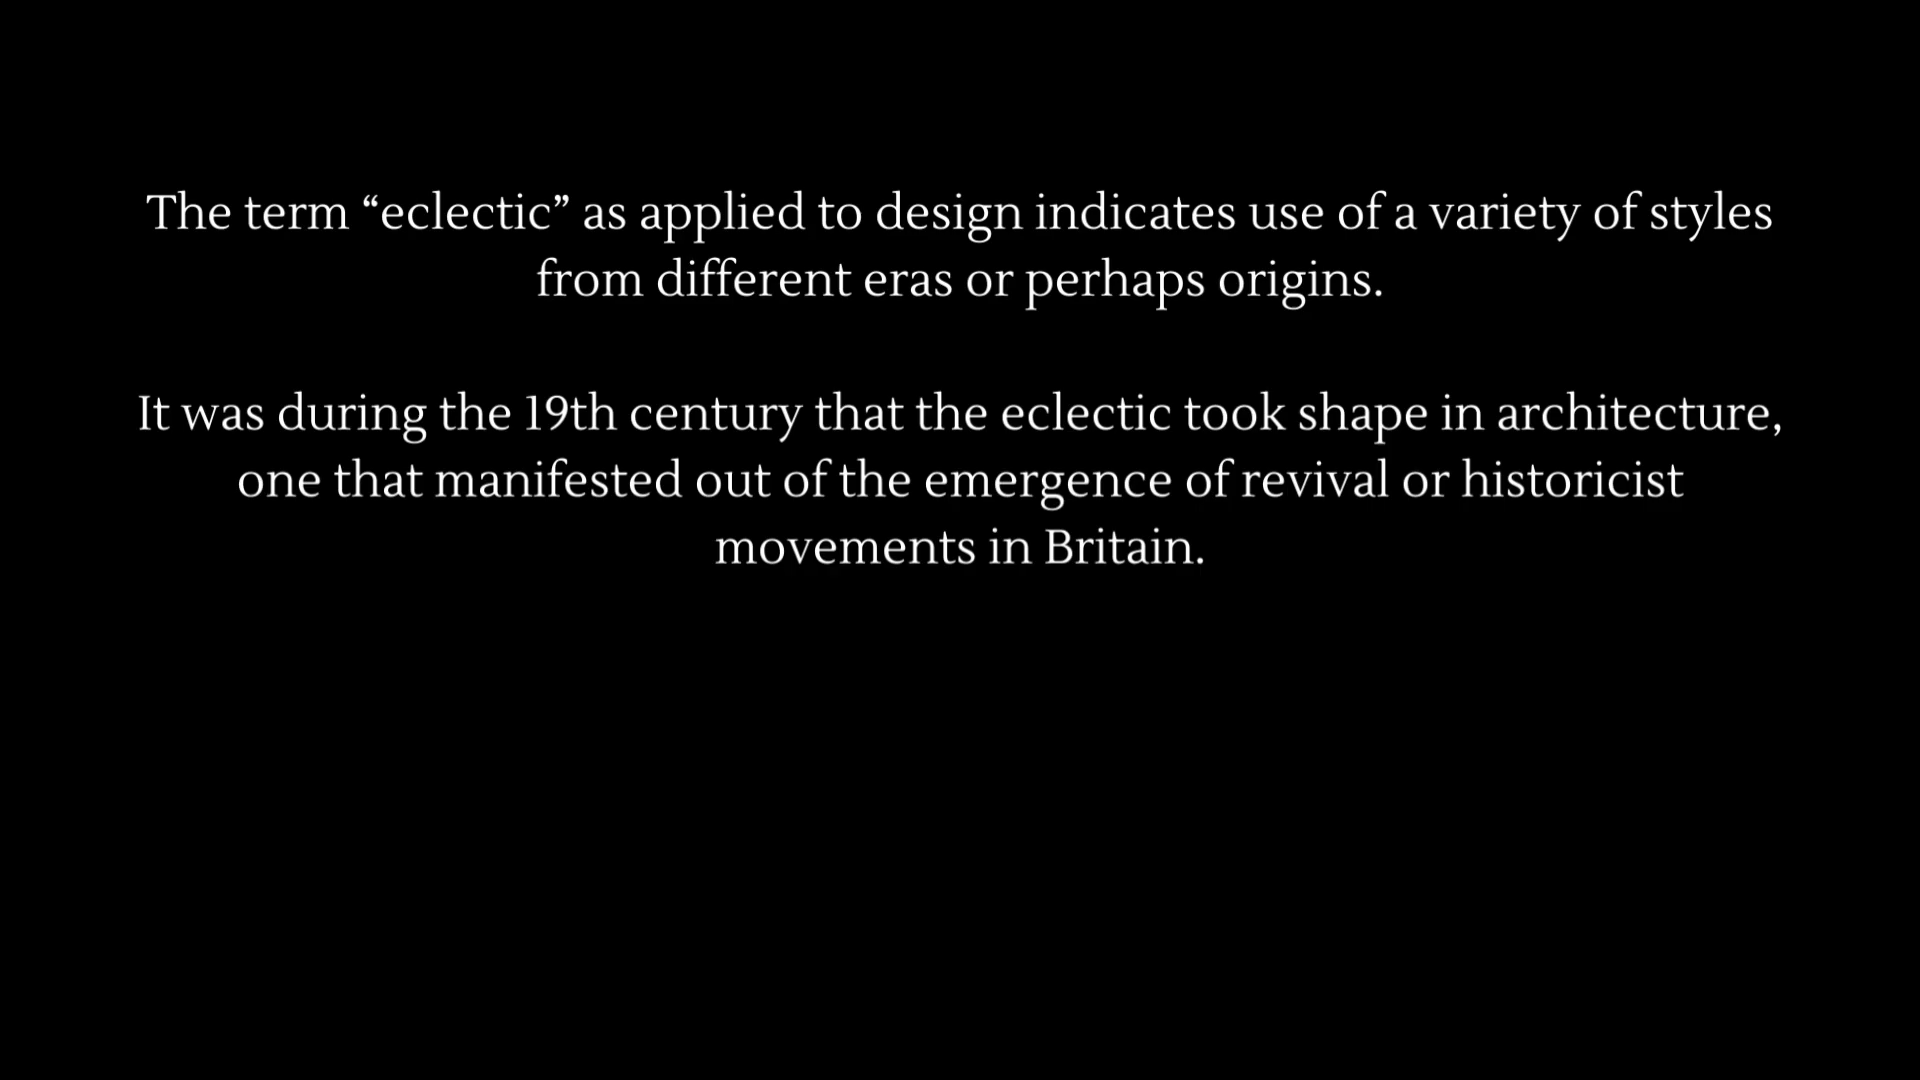 The term “eclectic” as applied to design indicates use of a variety of styles
from different eras or perhaps origins.
It was during the 19th century that the eclectic took shape in architecture,
one that manifested out of the emergence of revival or historicist
movements in Britain.